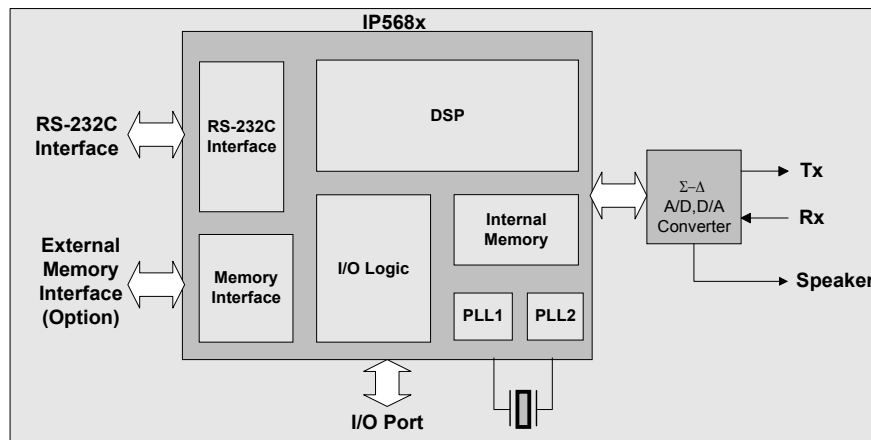 IP568x
RS-232C
Interface
RS-232C
Interface
DSP
Σ-Δ
A/D,D/A
Converter
Tx
Rx
Speaker
External
Memory
Interface
(Option)
Memory
Interface
I/O Logic
Internal
Memory
PLL1
PLL2
I/O Port